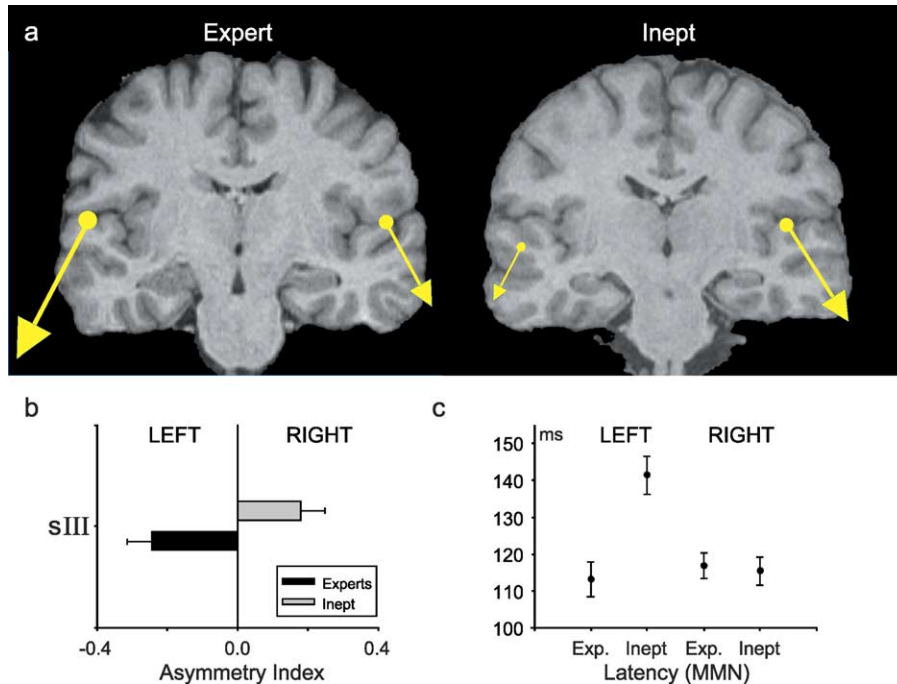 a
Expert
Inept
b
LEFT
RIGHT
sIII
Experts
Inept
-0.4
0.0
0.4
Asymmetry Index
c
ms
LEFT
RIGHT
150
140
130
120
110
100
Exp.
Inept
Exp.
Inept
Latency (MMN)